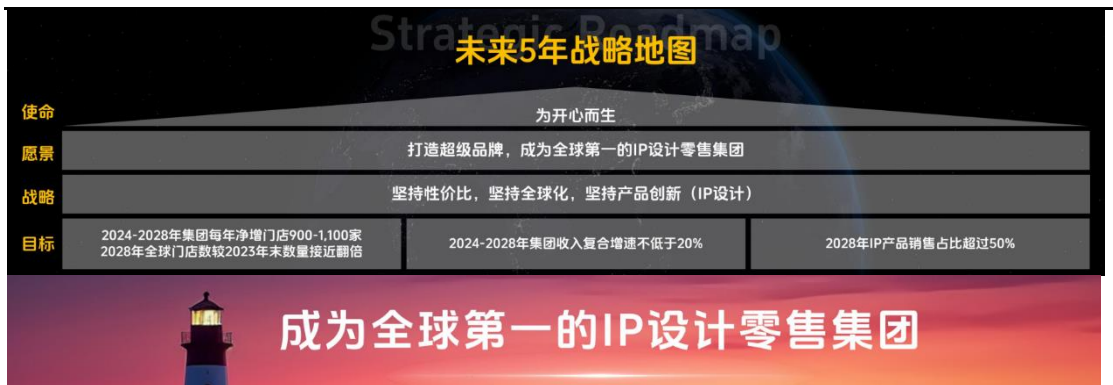 Strategic Roadmap
未来5年战略地图
使命
为开心而生
愿景
打造超级品牌，成为全球第一的IP设计零售集团
战略
坚持性价比，坚持全球化，坚持产品创新（IP设计）
目标
2024-2028年集团每年净增门店900-1,100家
2028年全球门店数较2023年末数量接近翻倍
2024-2028年集团收入复合增速不低于20%
2028年IP产品销售占比超过50%
成为全球第一的IP设计零售集团